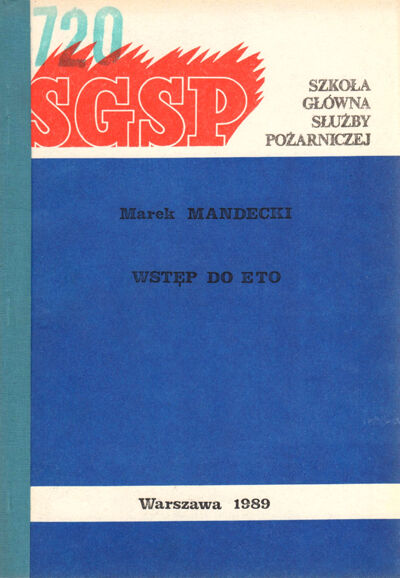 720
SGSP
SZKOŁA
GŁÓWNA
SŁUŻBY
POŻARNICZEJ
Marek MANDECKI
WSTĘP DO ETO
Warszawa 1989